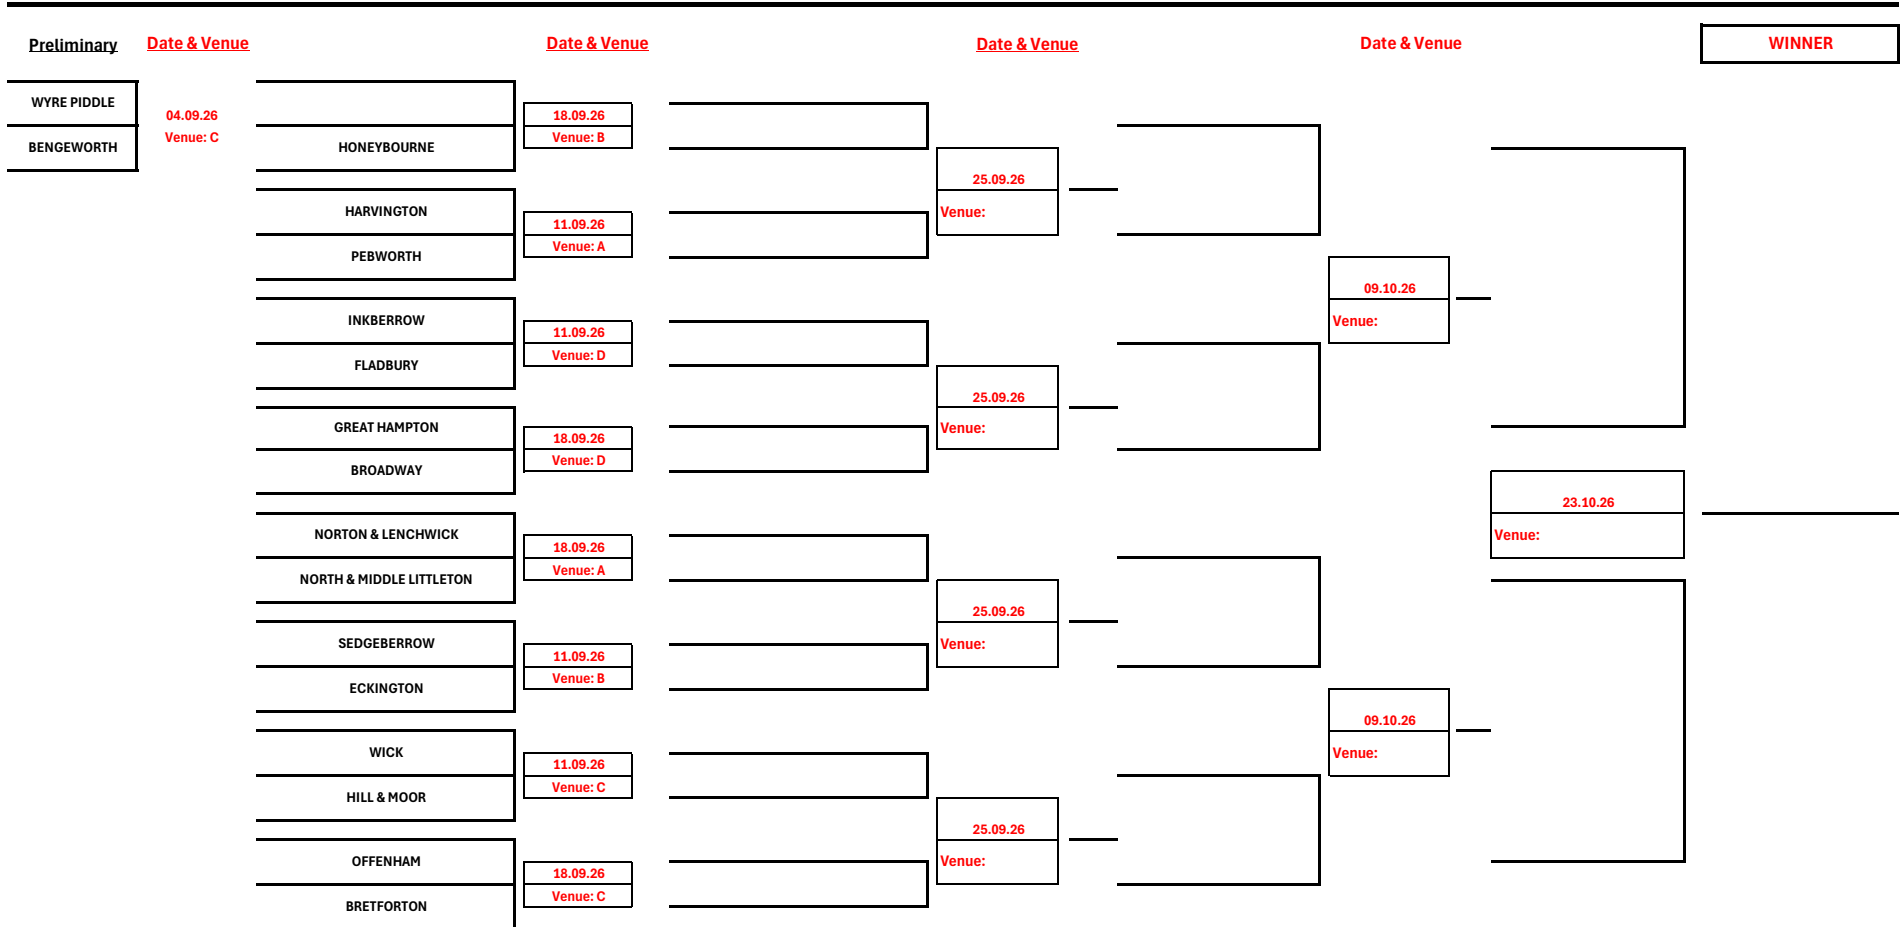 Preliminary
Date & Venue
Date & Venue
Date & Venue
Date & Venue
WINNER
WYRE PIDDLE
BENGEWORTH
04.09.26
Venue: C
HONEYBOURNE
18.09.26
Venue: B
HARVINGTON
PEBWORTH
11.09.26
Venue: A
INKBERROW
FLADBURY
11.09.26
Venue: D
GREAT HAMPTON
BROADWAY
18.09.26
Venue: D
NORTON & LENCHWICK
NORTH & MIDDLE LITTLETON
18.09.26
Venue: A
SEDGEBERROW
ECKINGTON
11.09.26
Venue: B
WICK
HILL & MOOR
11.09.26
Venue: C
OFFENHAM
BRETFORTON
18.09.26
Venue: C
25.09.26
Venue:
25.09.26
Venue:
25.09.26
Venue:
25.09.26
Venue:
09.10.26
Venue:
09.10.26
Venue:
23.10.26
Venue: